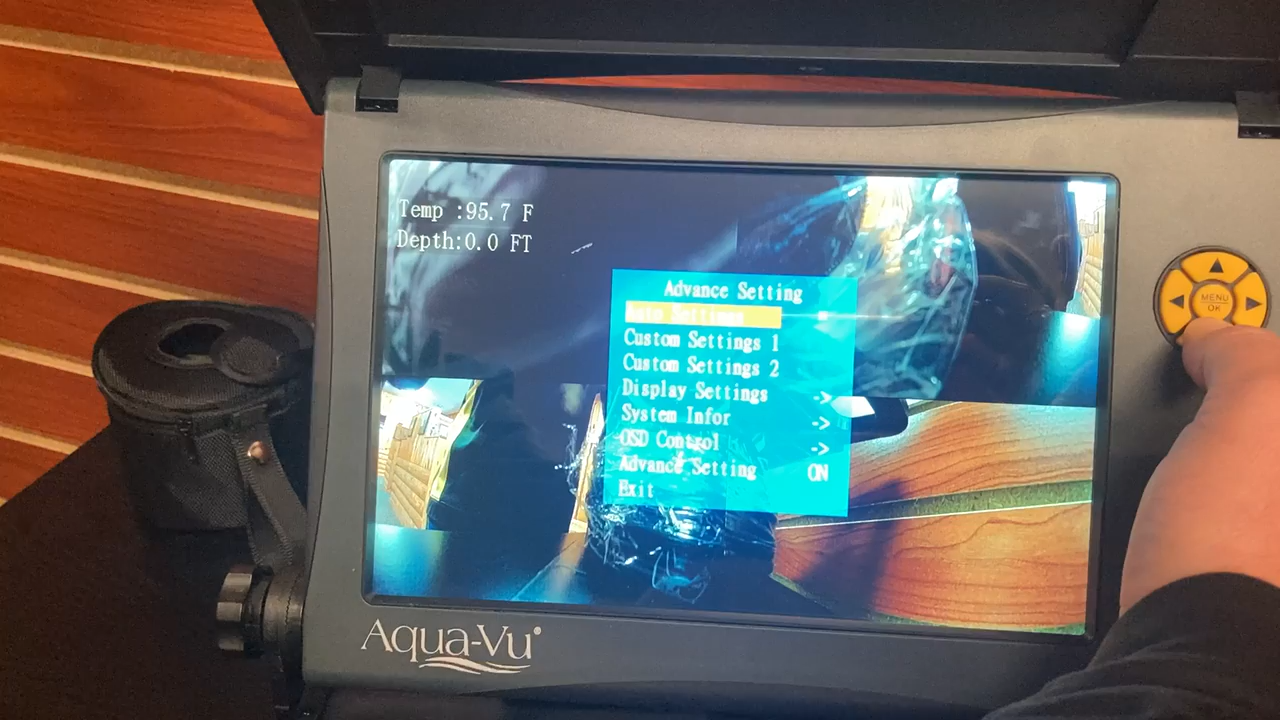 Temp :95.7 F
Depth:0.0 FT
Advance Setting
Auto Settings
Custom Settings 1
Custom Settings 2
Display Settings ->
System Infor ->
OSD Control ->
Advance Setting ON
Exit
MENU
OK
Aqua-Vu